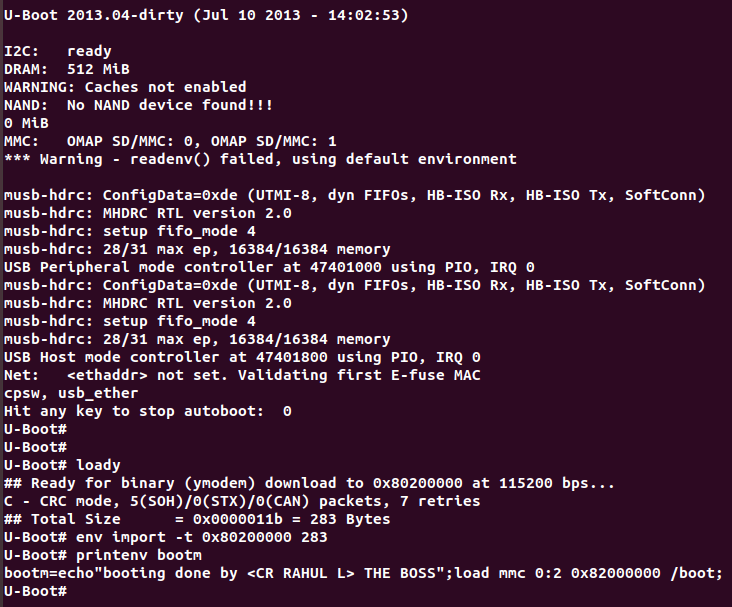 U-Boot 2013.04-dirty (Jul 10 2013 - 14:02:53)
I2C:   ready
DRAM:  512 MiB
WARNING: Caches not enabled
NAND:  No NAND device found!!!
0 MiB
MMC:   OMAP SD/MMC: 0, OMAP SD/MMC: 1
*** Warning - readenv() failed, using default environment
musb-hdrc: ConfigData=0xde (UTMI-8, dyn FIFOs, HB-ISO Rx, HB-ISO Tx, SoftConn)
musb-hdrc: MHDRC RTL version 2.0
musb-hdrc: setup fifo_mode 4
musb-hdrc: 28/31 max ep, 16384/16384 memory
USB Peripheral mode controller at 47401000 using PIO, IRQ 0
musb-hdrc: ConfigData=0xde (UTMI-8, dyn FIFOs, HB-ISO Rx, HB-ISO Tx, SoftConn)
musb-hdrc: MHDRC RTL version 2.0
musb-hdrc: setup fifo_mode 4
musb-hdrc: 28/31 max ep, 16384/16384 memory
USB Host mode controller at 47401800 using PIO, IRQ 0
Net:   <ethaddr> not set. Validating first E-fuse MAC
cpsw, usb_ether
Hit any key to stop autoboot:  0
U-Boot#
U-Boot#
U-Boot# loady
## Ready for binary (ymodem) download to 0x80200000 at 115200 bps...
C - CRC mode, 5(SOH)/0(STX)/0(CAN) packets, 7 retries
## Total Size      = 0x0000011b = 283 Bytes
U-Boot# env import -t 0x80200000 283
U-Boot# printenv bootm
bootm=echo"booting done by <CR RAHUL L> THE BOSS";load mmc 0:2 0x82000000 /boot;
U-Boot#